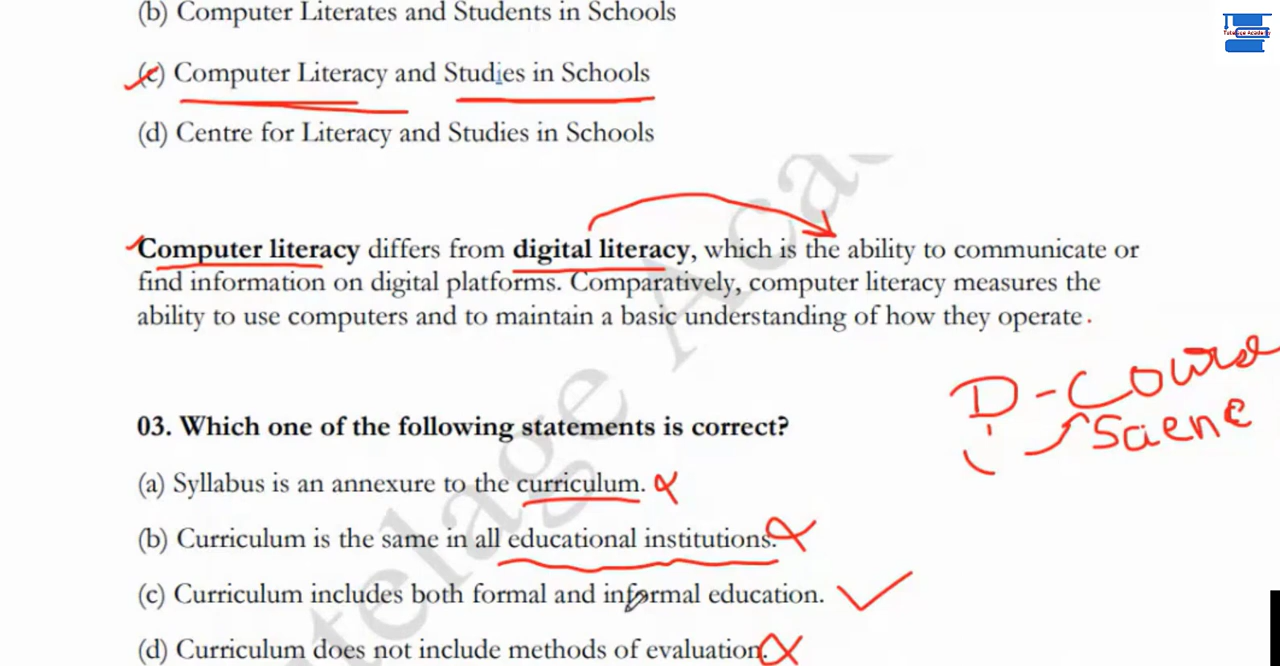 (b) Computer Literates and Students in Schools
Tutelage Academy
(c) Computer Literacy and Studies in Schools
(d) Centre for Literacy and Studies in Schools
Computer literacy differs from digital literacy, which is the ability to communicate or
find information on digital platforms. Comparatively, computer literacy measures the
ability to use computers and to maintain a basic understanding of how they operate.
D - Course
Scienc
03. Which one of the following statements is correct?
(a) Syllabus is an annexure to the curriculum.
(b) Curriculum is the same in all educational institutions.
(c) Curriculum includes both formal and informal education.
(d) Curriculum does not include methods of evaluation.